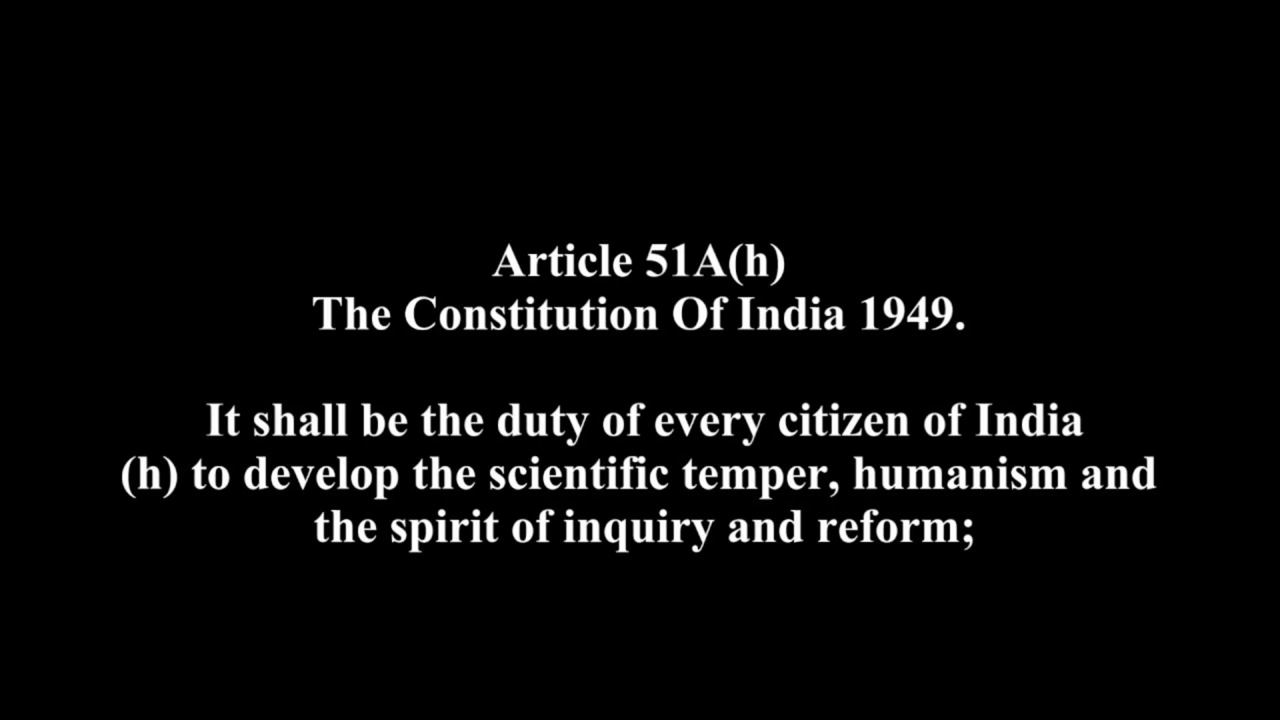 Article 51A(h)
The Constitution Of India 1949.
It shall be the duty of every citizen of India
(h) to develop the scientific temper, humanism and
the spirit of inquiry and reform;